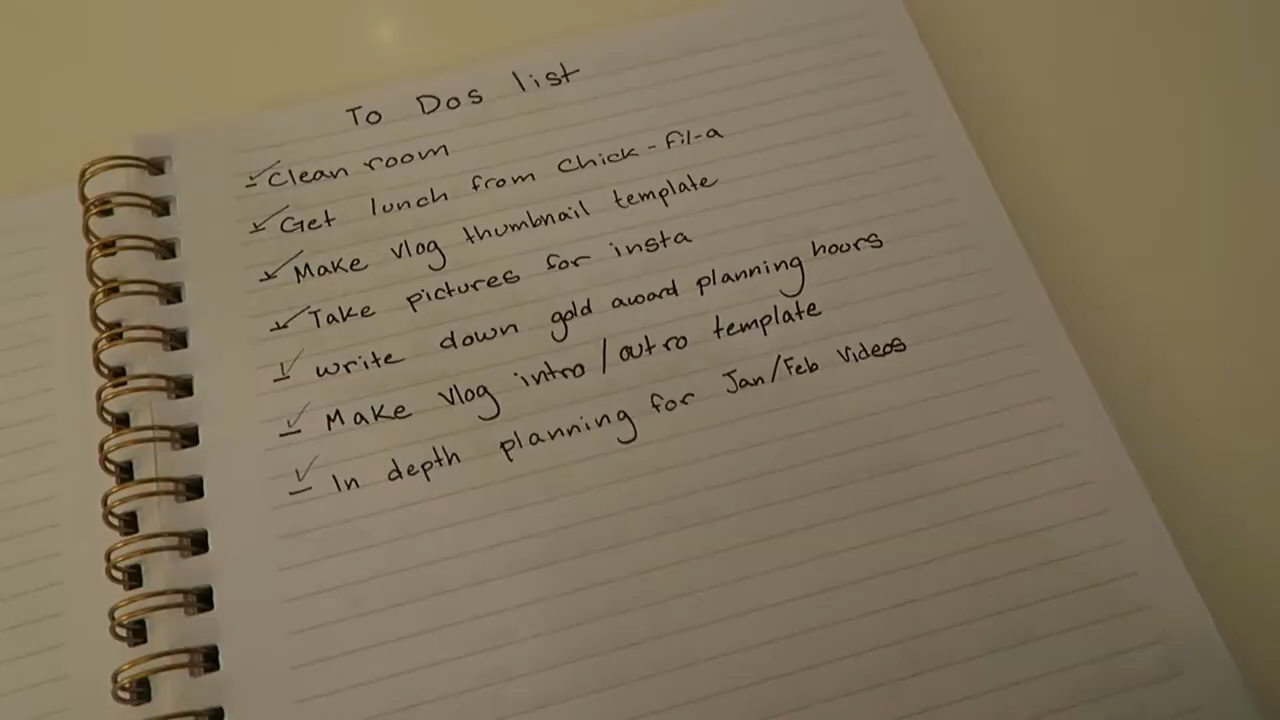 To Dos list
✓- Clean room
✓- Get lunch from Chick-fil-a
✓- Make vlog thumbnail template
✓- Take pictures for insta
✓- write down gold award planning hours
✓- Make vlog intro/outro template
✓- In depth planning for Jan/Feb videos